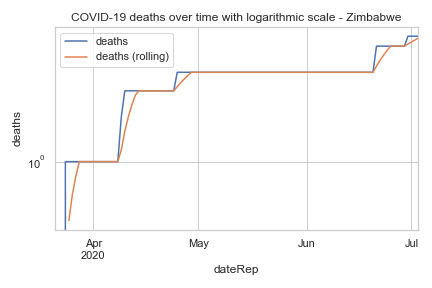 COVID-19 deaths over time with logarithmic scale - Zimbabwe
deaths
deaths (rolling)
deaths
10⁰
Apr
2020
May
Jun
Jul
dateRep